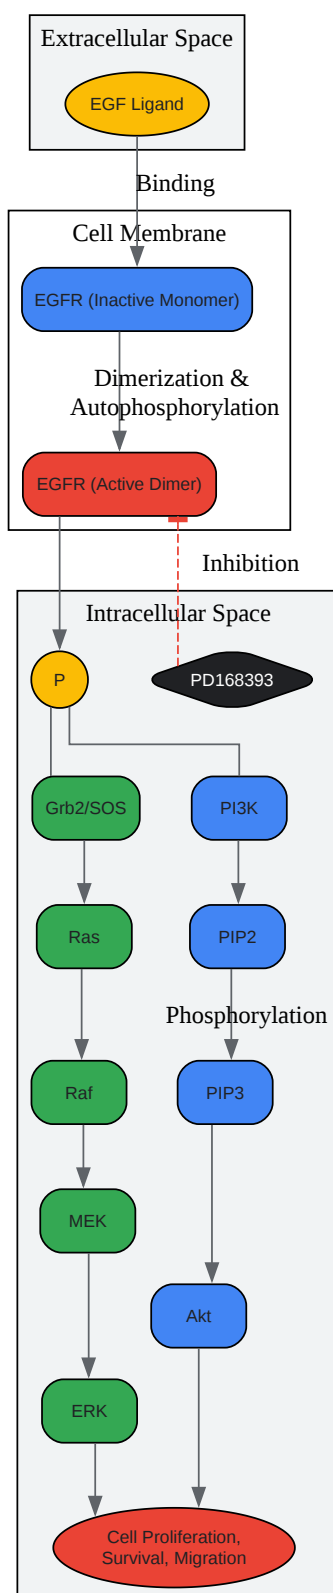 Extracellular Space
EGF Ligand
Binding
Cell Membrane
EGFR (Inactive Monomer)
Dimerization &
Autophosphorylation
EGFR (Active Dimer)
Inhibition
Intracellular Space
P
PD168393
Grb2/SOS
PI3K
Ras
PIP2
Phosphorylation
Raf
PIP3
MEK
Akt
ERK
Cell Proliferation,
Survival, Migration